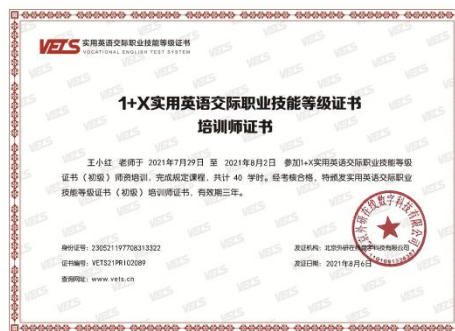 VETS 实用英语交际职业技能等级证书
VOCATIONAL ENGLISH TEST SYSTEM
1+X实用英语交际职业技能等级证书
培训师证书
王小红 老师于 2021年7月29日 至 2021年8月2日 参加1+X实用英语交际职业技能等级
证书（初级）师资培训，完成规定课程，共计 40 学时。经考核合格，特颁发实用英语交际职业
技能等级证书（初级）培训师证书，有效期三年。
身份证号：230521197708313322
发证机构：北京外研在线数字科技有限公司
证书编号：VETS21PRI02089
发证日期：2021年8月6日
查询网址：www.vets.cn